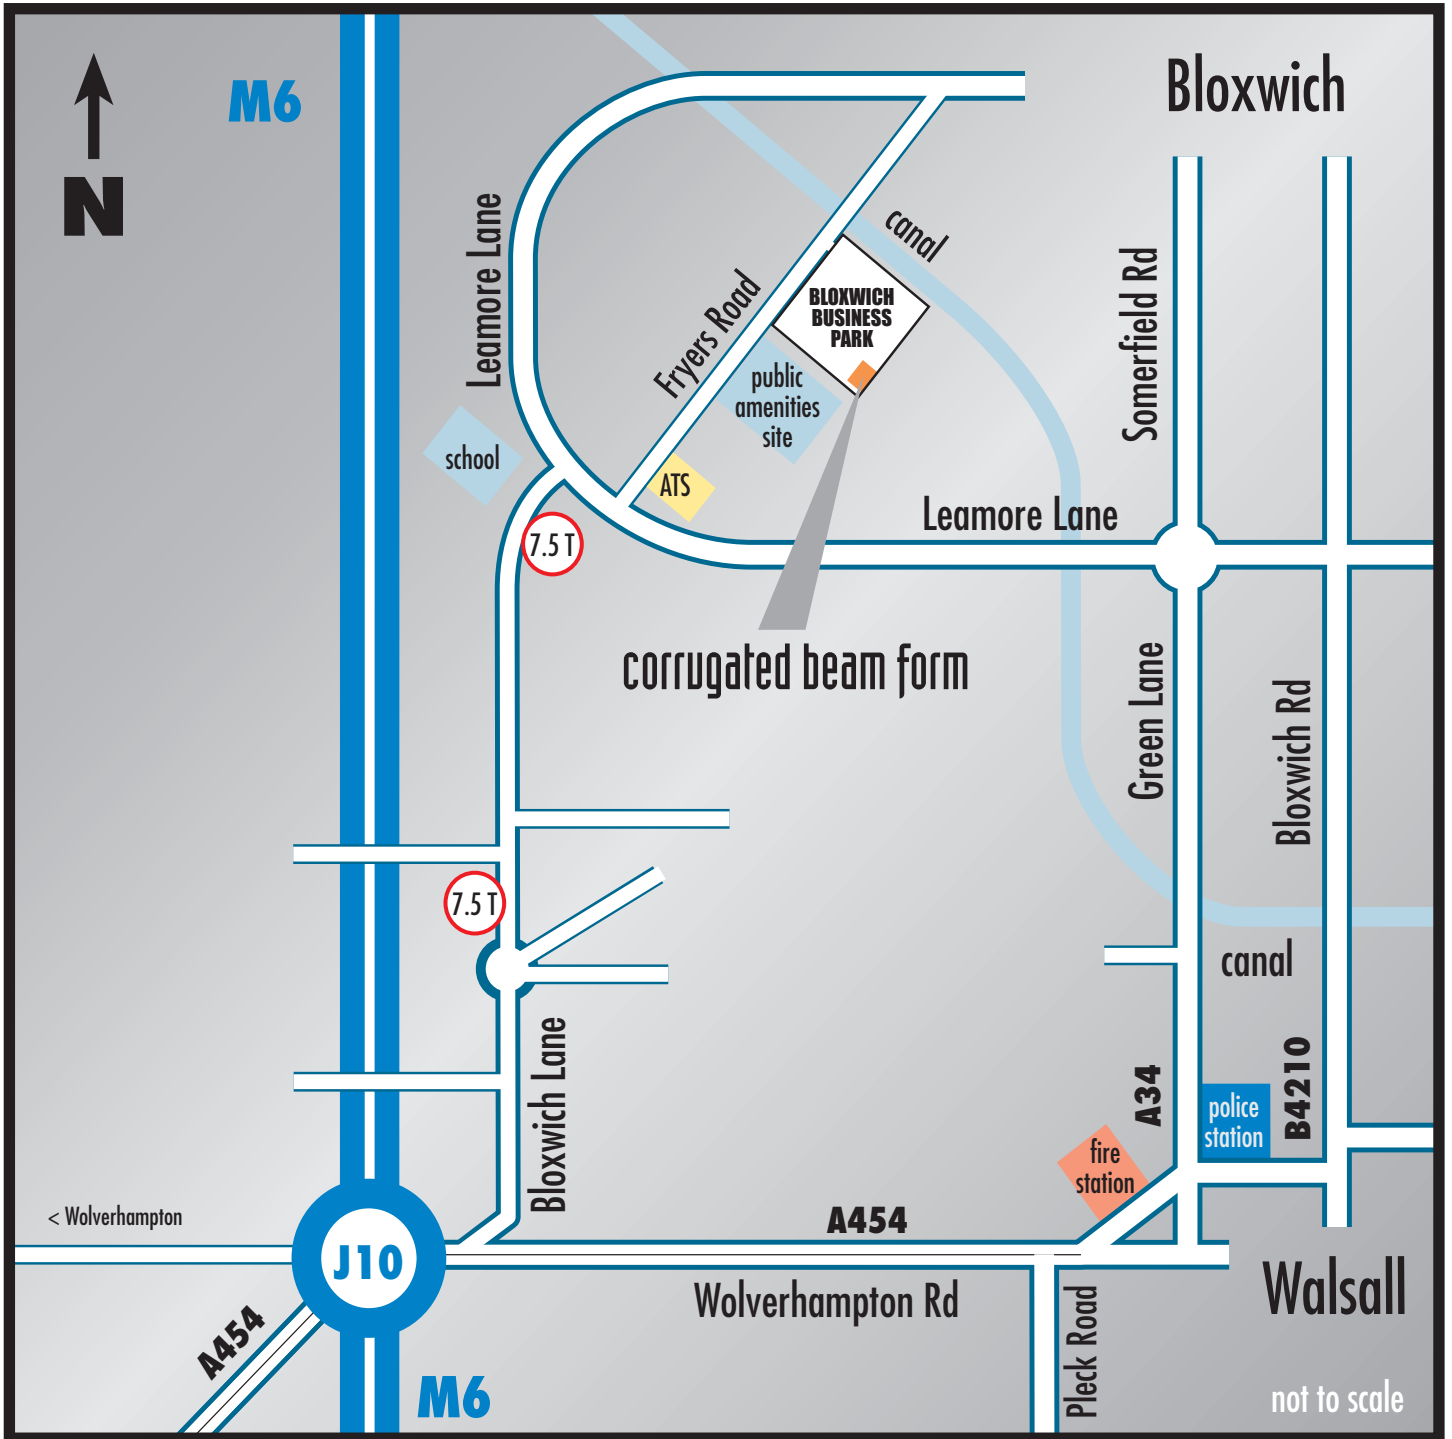 Bloxwich
M6
N
Leamore Lane
canal
Somerfield Rd
Fryers Road
BLOXWICH
BUSINESS
PARK
public
amenities
site
school
ATS
7.5 T
Leamore Lane
corrugated beam form
Green Lane
Bloxwich Rd
7.5 T
canal
Bloxwich Lane
A34
B4210
police
station
fire
station
< Wolverhampton
A454
J10
Wolverhampton Rd
Walsall
A454
Pleck Road
M6
not to scale